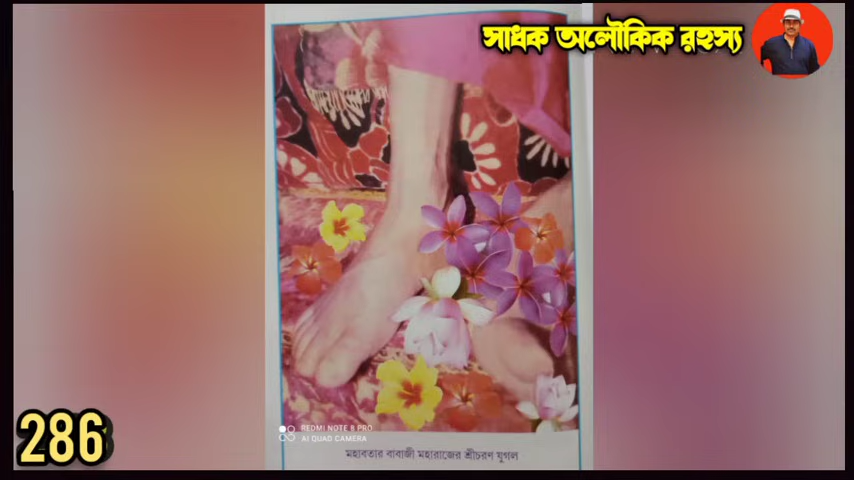 সাধক অলৌকিক রহস্য
REDMI NOTE 8 PRO
AI QUAD CAMERA
মহাবতার বাবাজী মহারাজের শ্রীচরণ যুগল
286